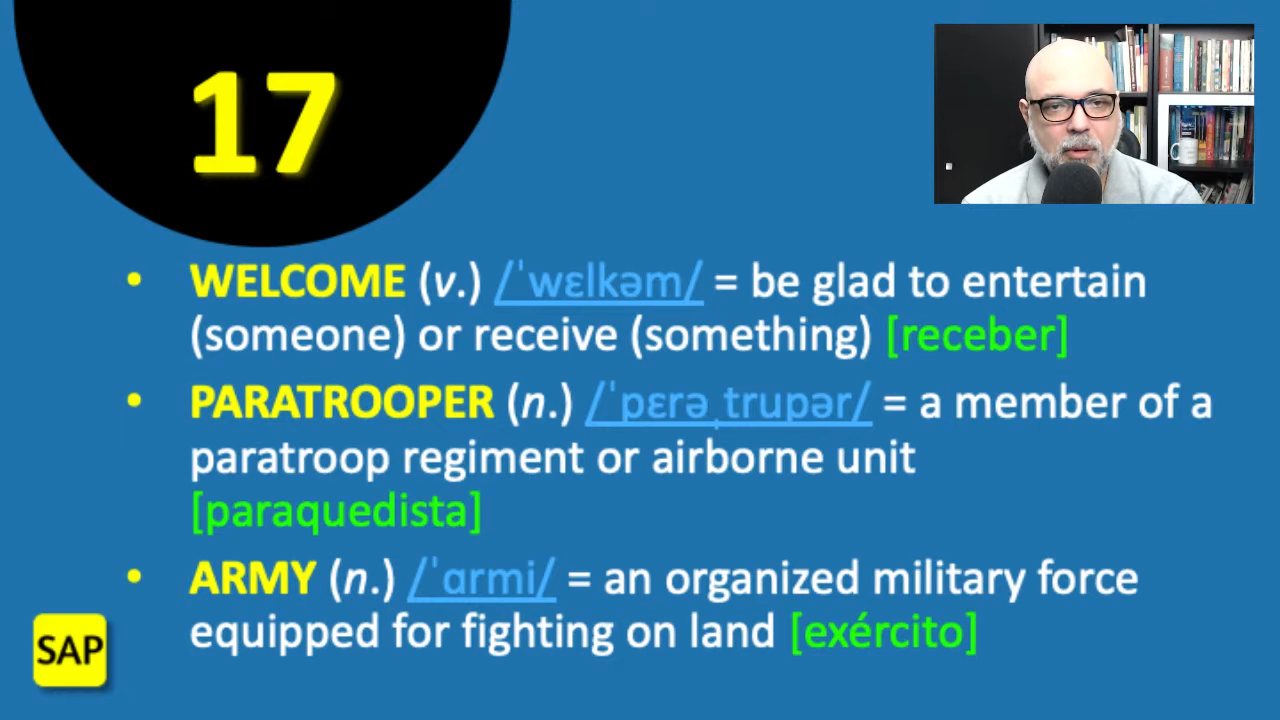 17
• WELCOME (v.) /ˈwɛlkəm/ = be glad to entertain
(someone) or receive (something) [receber]
• PARATROOPER (n.) /ˈpɛrəˌtrupər/ = a member of a
paratroop regiment or airborne unit
[paraquedista]
• ARMY (n.) /ˈɑrmi/ = an organized military force
equipped for fighting on land [exército]
SAP